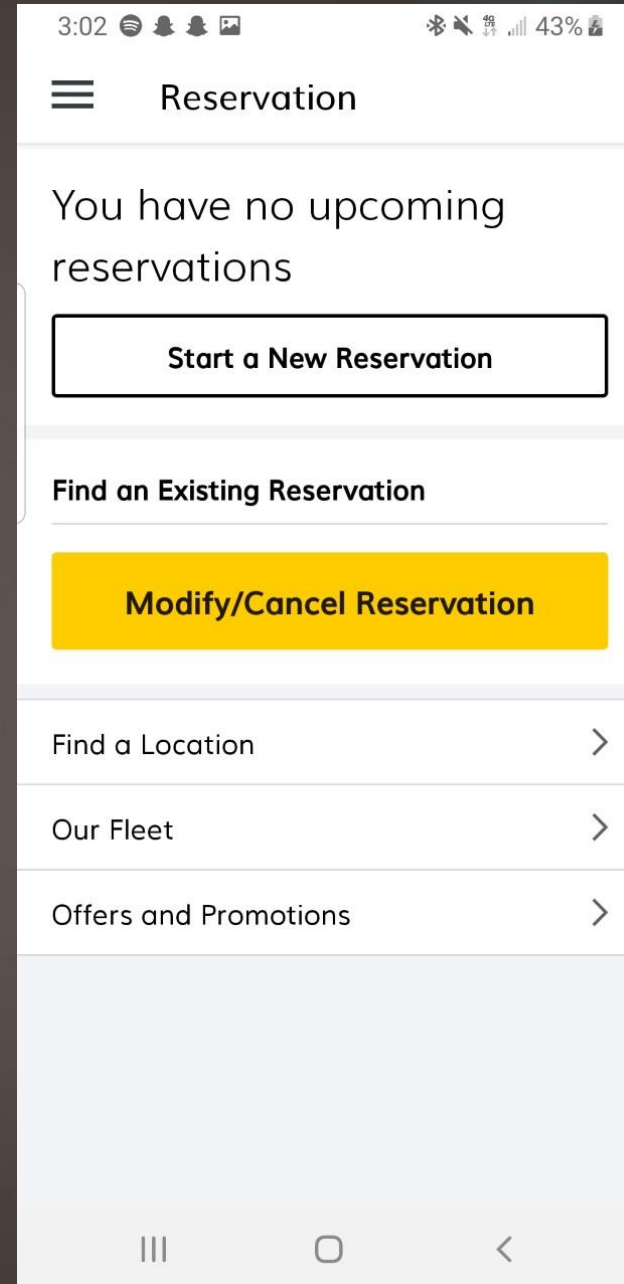 3:02 43%
Reservation
You have no upcoming
reservations
Start a New Reservation
Find an Existing Reservation
Modify/Cancel Reservation
Find a Location
Our Fleet
Offers and Promotions